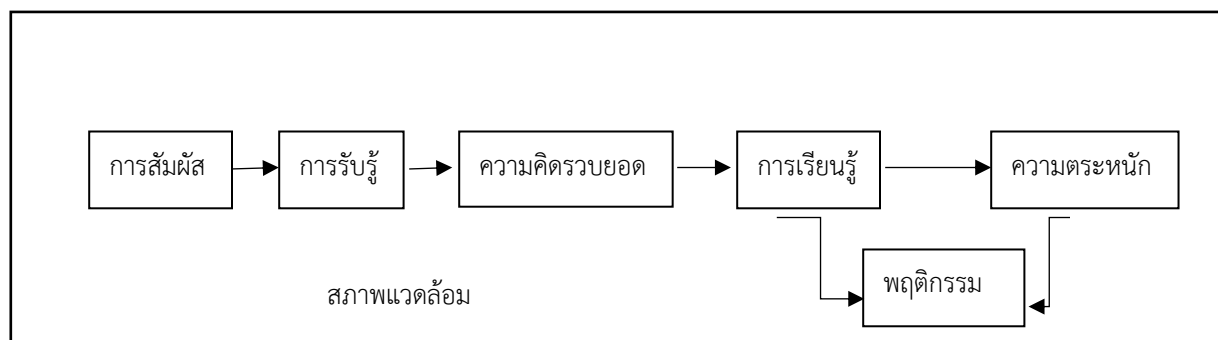 การสัมผัส
การรับรู้
ความคิดรวบยอด
การเรียนรู้
ความตระหนัก
สภาพแวดล้อม
พฤติกรรม